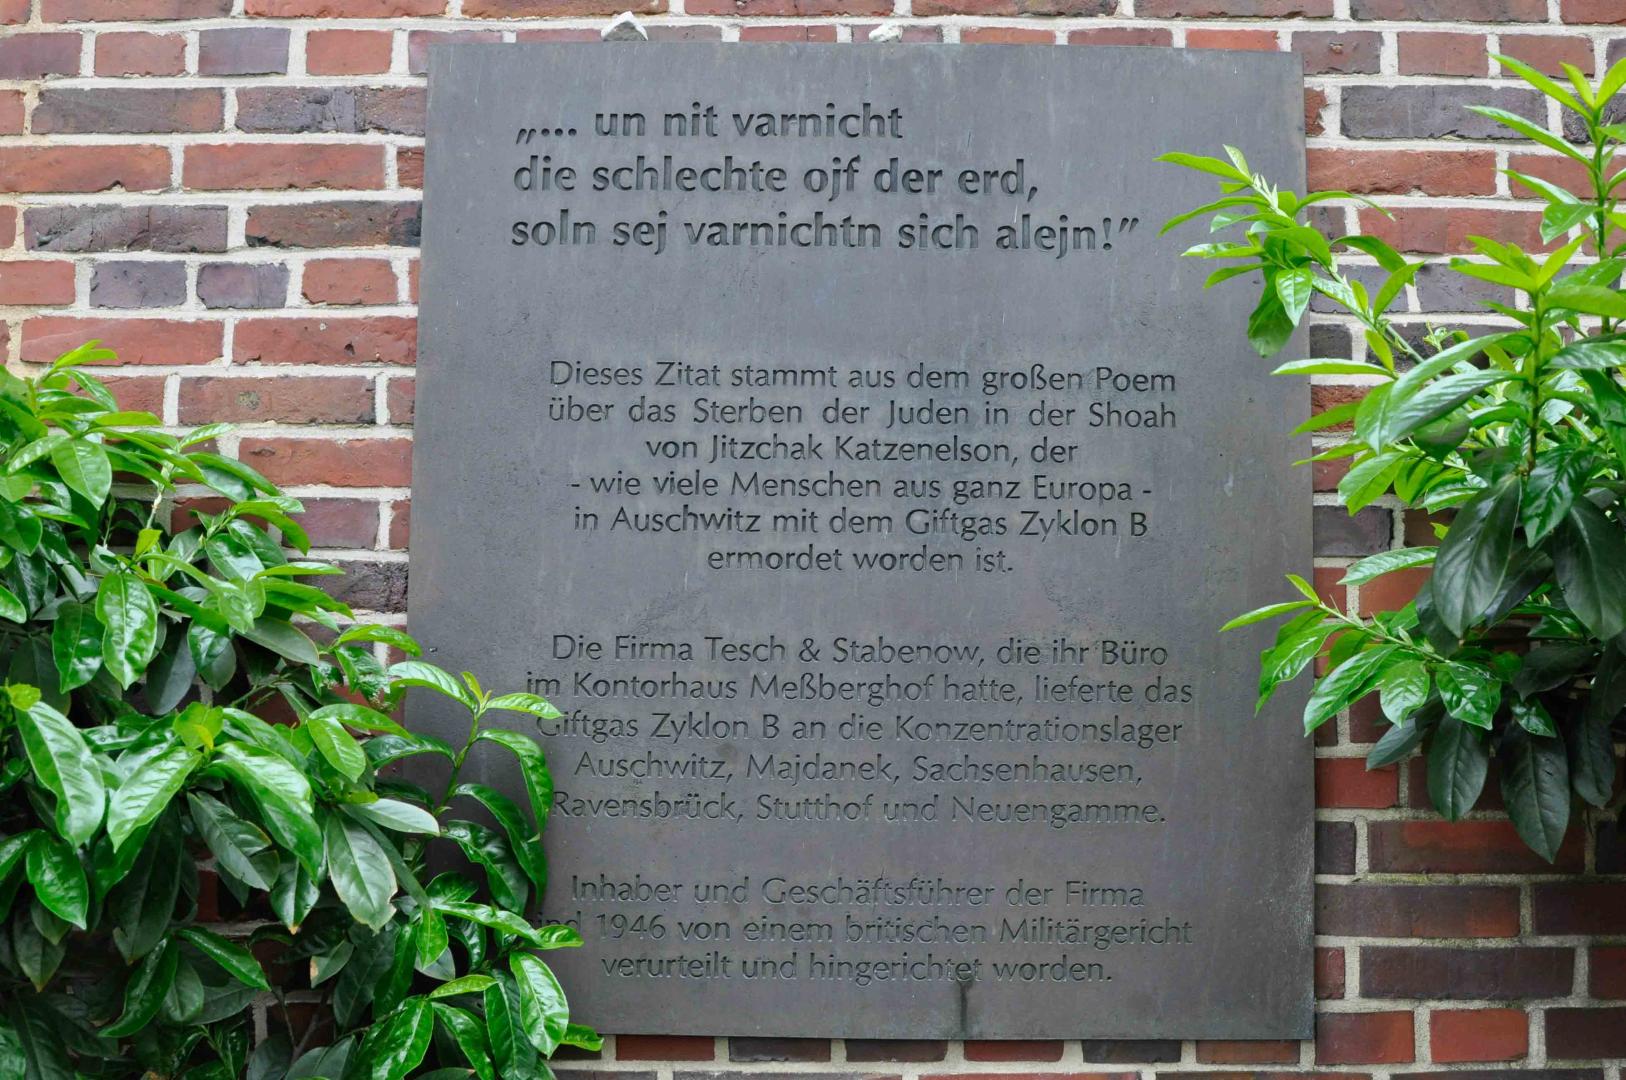 „... un nit varnicht
die schlechte ojf der erd,
soln sej varnichtn sich alejn!”
Dieses Zitat stammt aus dem großen Poem
über das Sterben der Juden in der Shoah
von Jitzchak Katzenelson, der
- wie viele Menschen aus ganz Europa -
in Auschwitz mit dem Giftgas Zyklon B
ermordet worden ist.
Die Firma Tesch & Stabenow, die ihr Büro
im Kontorhaus Meßberghof hatte, lieferte das
Giftgas Zyklon B an die Konzentrationslager
Auschwitz, Majdanek, Sachsenhausen,
Ravensbrück, Stutthof und Neuengamme.
Inhaber und Geschäftsführer der Firma
sind 1946 von einem britischen Militärgericht
verurteilt und hingerichtet worden.